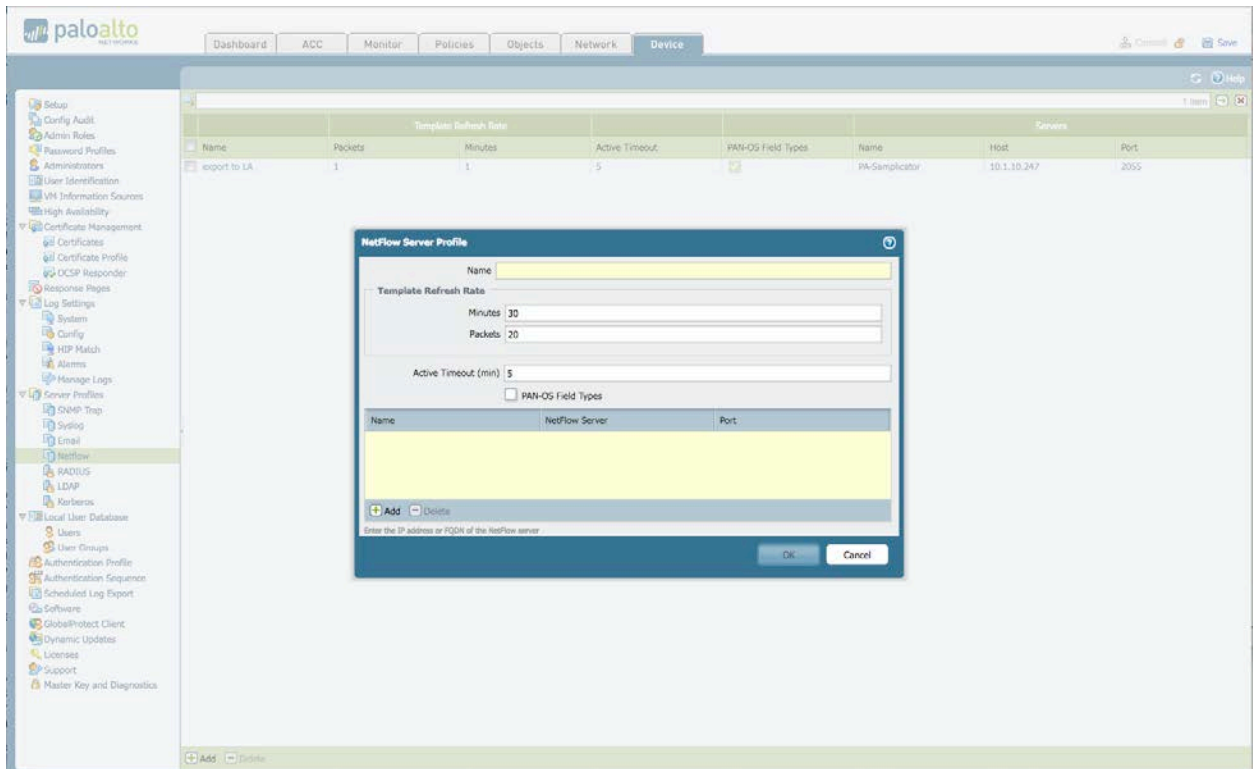 paloalto
NETWORKS
Dashboard ACC Monitor Policies Objects Network Device
Commit Save
Help
Setup
Config Audit
Admin Roles
Password Profiles
Administrators
User Identification
VM Information Sources
High Availability
Certificate Management
Certificates
Certificate Profile
OCSP Responder
Response Pages
Log Settings
System
Config
HIP Match
Alarms
Manage Logs
Server Profiles
SNMP Trap
Syslog
Email
Netflow
RADIUS
LDAP
Kerberos
Local User Database
Users
User Groups
Authentication Profile
Authentication Sequence
Scheduled Log Export
Software
GlobalProtect Client
Dynamic Updates
Licenses
Support
Master Key and Diagnostics
1 item
Template Refresh Rate Servers
Name Packets Minutes Active Timeout PAN-OS Field Types Name Host Port
export to LA 1 1 5 PA-Samplicator 10.1.10.247 2055
NetFlow Server Profile
Name
Template Refresh Rate
Minutes 30
Packets 20
Active Timeout (min) 5
PAN-OS Field Types
Name NetFlow Server Port
Add Delete
Enter the IP address or FQDN of the NetFlow server
OK Cancel
Add Delete